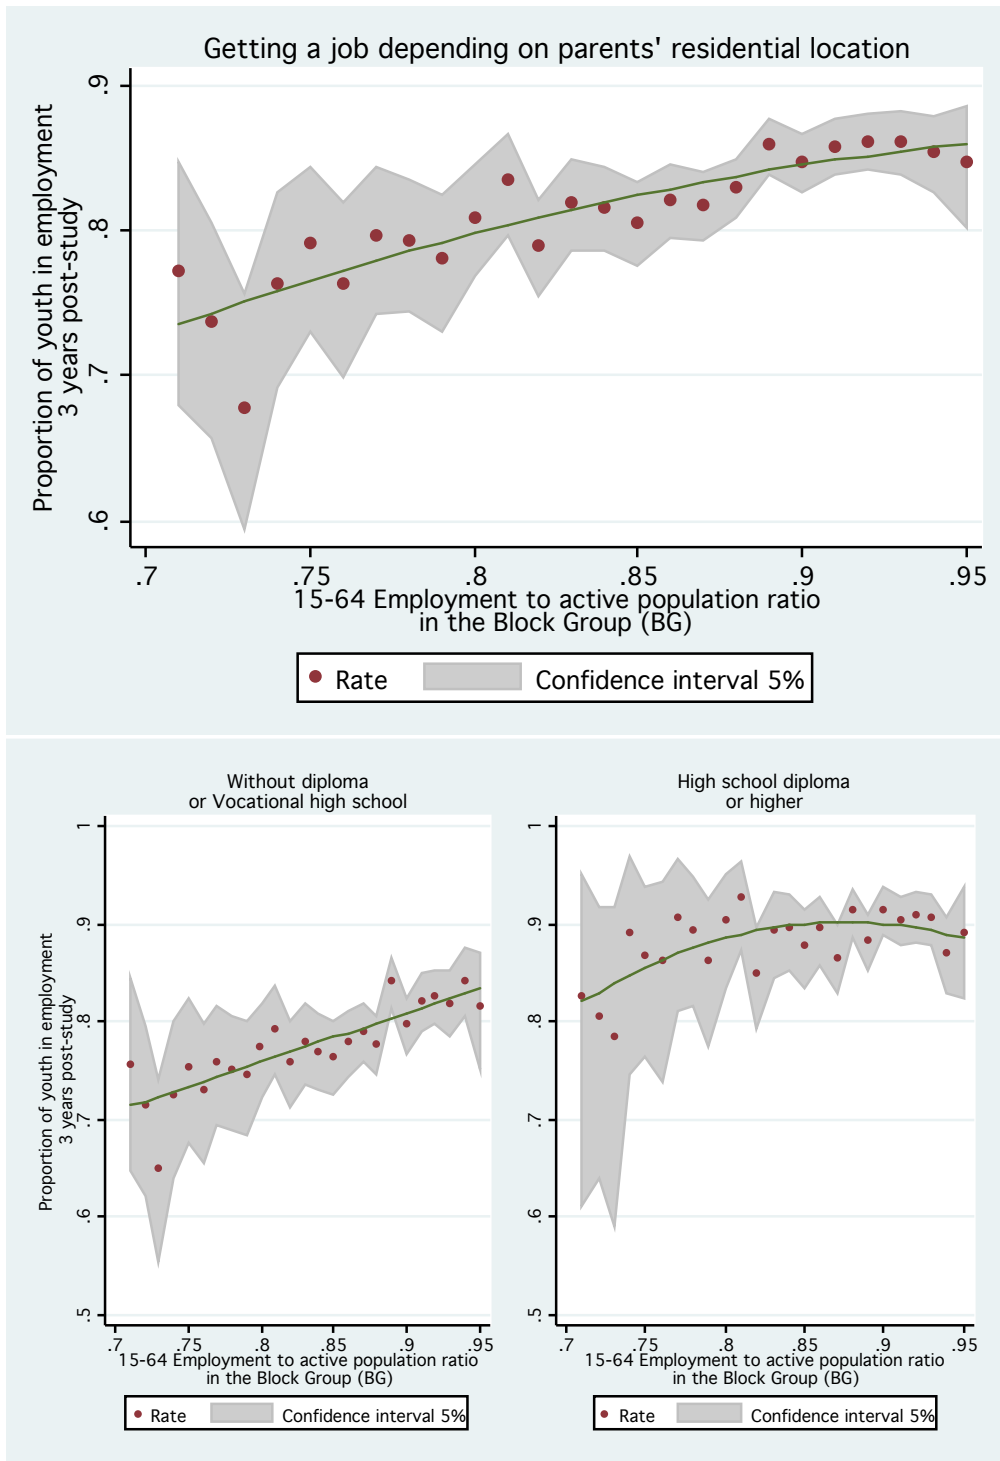 Getting a job depending on parents' residential location
Proportion of youth in employment
3 years post-study
.9
.8
.7
.6
.7 .75 .8 .85 .9 .95
15-64 Employment to active population ratio
in the Block Group (BG)
Rate Confidence interval 5%
Without diploma
or Vocational high school
Proportion of youth in employment
3 years post-study
1
.9
.8
.7
.6
.5
.7 .75 .8 .85 .9 .95
15-64 Employment to active population ratio
in the Block Group (BG)
Rate Confidence interval 5%
High school diploma
or higher
1
.9
.8
.7
.6
.5
.7 .75 .8 .85 .9 .95
15-64 Employment to active population ratio
in the Block Group (BG)
Rate Confidence interval 5%